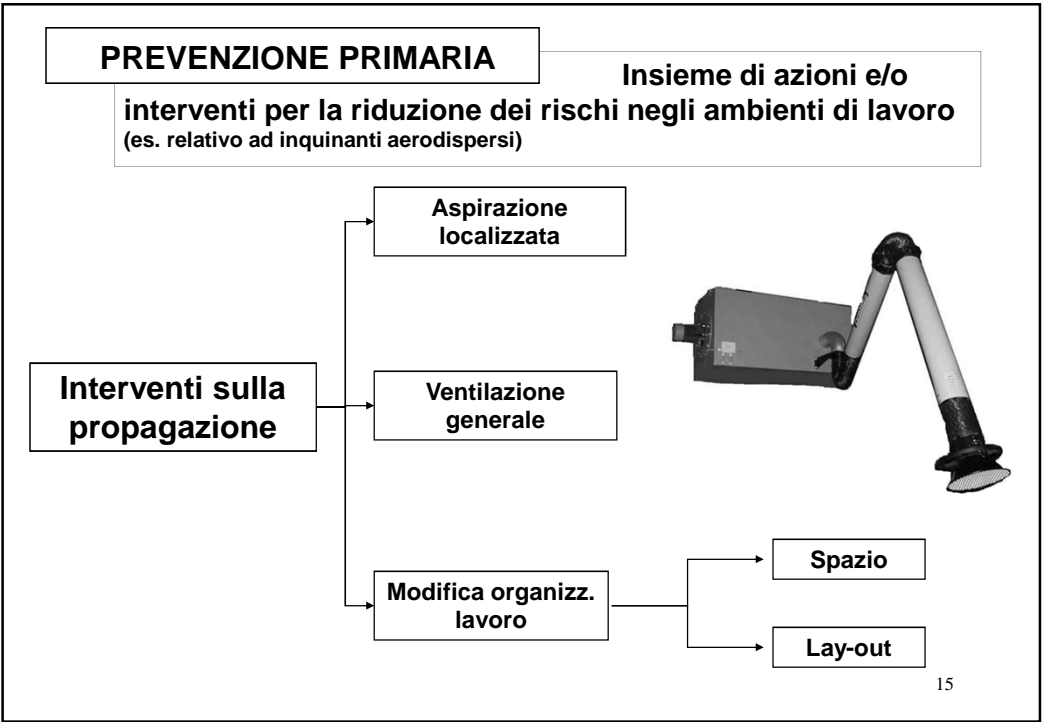 PREVENZIONE PRIMARIA
Insieme di azioni e/o
interventi per la riduzione dei rischi negli ambienti di lavoro
(es. relativo ad inquinanti aerodispersi)
Aspirazione
localizzata
Interventi sulla
propagazione
Ventilazione
generale
Modifica organizz.
lavoro
Spazio
Lay-out
15